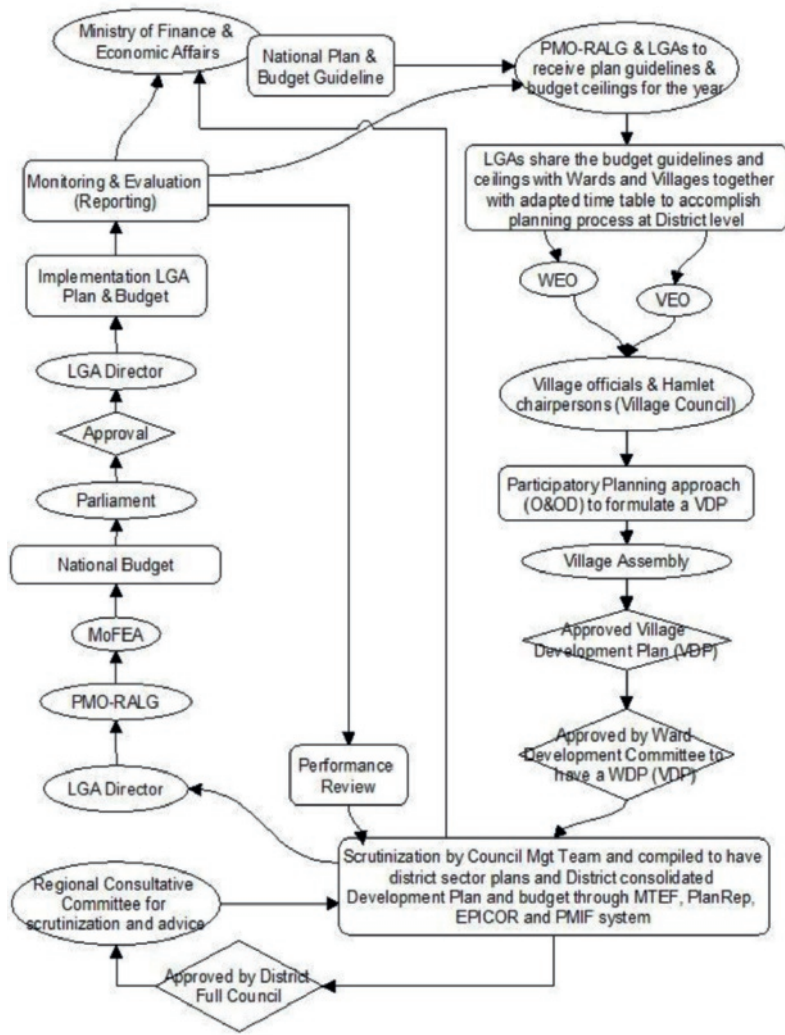 Ministry of Finance &
Economic Affairs
National Plan &
Budget Guideline
PMO-RALG & LGAs to
receive plan guidelines &
budget ceilings for the year
Monitoring & Evaluation
(Reporting)
LGAs share the budget guidelines and
ceilings with Wards and Villages together
with adapted time table to accomplish
planning process at District level
Implementation LGA
Plan & Budget
WEO
VEO
LGA Director
Village officials & Hamlet
chairpersons (Village Council)
Approval
Participatory Planning approach
(O&OD) to formulate a VDP
Parliament
Village Assembly
National Budget
Approved Village
Development Plan (VDP)
MoFEA
PMO-RALG
Approved by Ward
Development Committee to
have a WDP (VDP)
Performance
Review
LGA Director
Scrutinization by Council Mgt Team and compiled to have
district sector plans and District consolidated
Development Plan and budget through MTEF, PlanRep,
EPICOR and PMIF system
Regional Consultative
Committee for
scrutinization and advice
Approved by District
Full Council